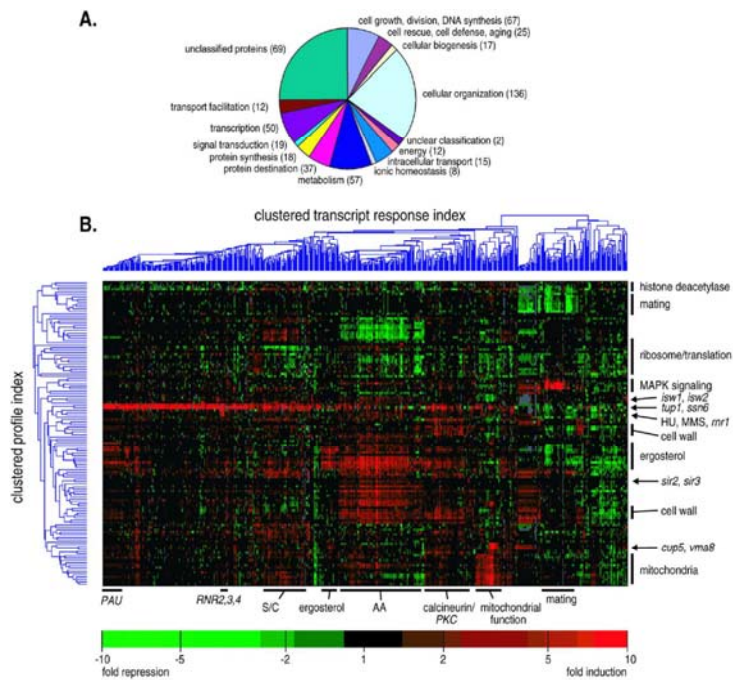 A.
cell growth, division, DNA synthesis (67)
cell rescue, cell defense, aging (25)
cellular biogenesis (17)
unclassified proteins (69)
cellular organization (136)
transport facilitation (12)
unclear classification (2)
transcription (50)
energy (12)
signal transduction (19)
intracellular transport (15)
protein synthesis (18)
ionic homeostasis (8)
protein destination (37)
metabolism (57)
B.
clustered transcript response index
clustered profile index
histone deacetylase
mating
ribosome/translation
MAPK signaling
isw1, isw2
tup1, ssn6
HU, MMS, rnr1
cell wall
ergosterol
sir2, sir3
cell wall
cup5, vma8
mitochondria
PAU
RNR2,3,4
S/C
ergosterol
AA
calcineurin/
PKC
mitochondrial
function
mating
-10 -5 -2 1 2 5 10
fold repression fold induction